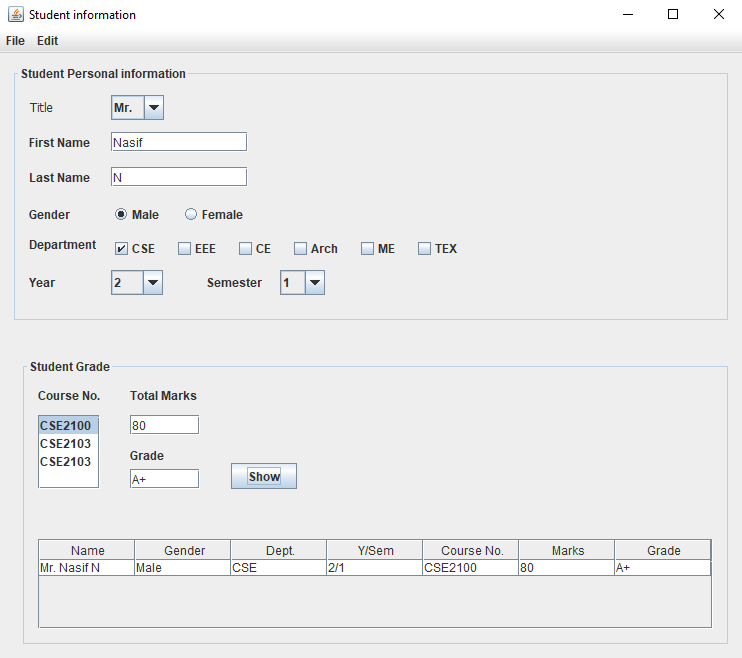 Student information
File Edit
Student Personal information
Title Mr.
First Name Nasif
Last Name N
Gender Male Female
Department CSE EEE CE Arch ME TEX
Year 2 Semester 1
Student Grade
Course No. Total Marks
CSE2100 80
CSE2103
CSE2103 Grade
A+ Show
Name Gender Dept. Y/Sem Course No. Marks Grade
Mr. Nasif N Male CSE 2/1 CSE2100 80 A+